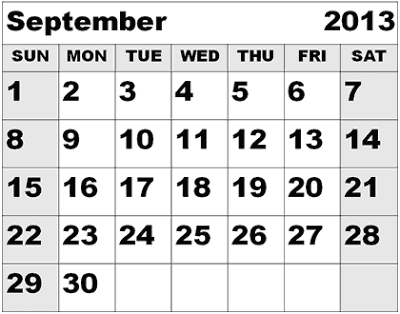 September 2013
SUN MON TUE WED THU FRI SAT
1 2 3 4 5 6 7
8 9 10 11 12 13 14
15 16 17 18 19 20 21
22 23 24 25 26 27 28
29 30